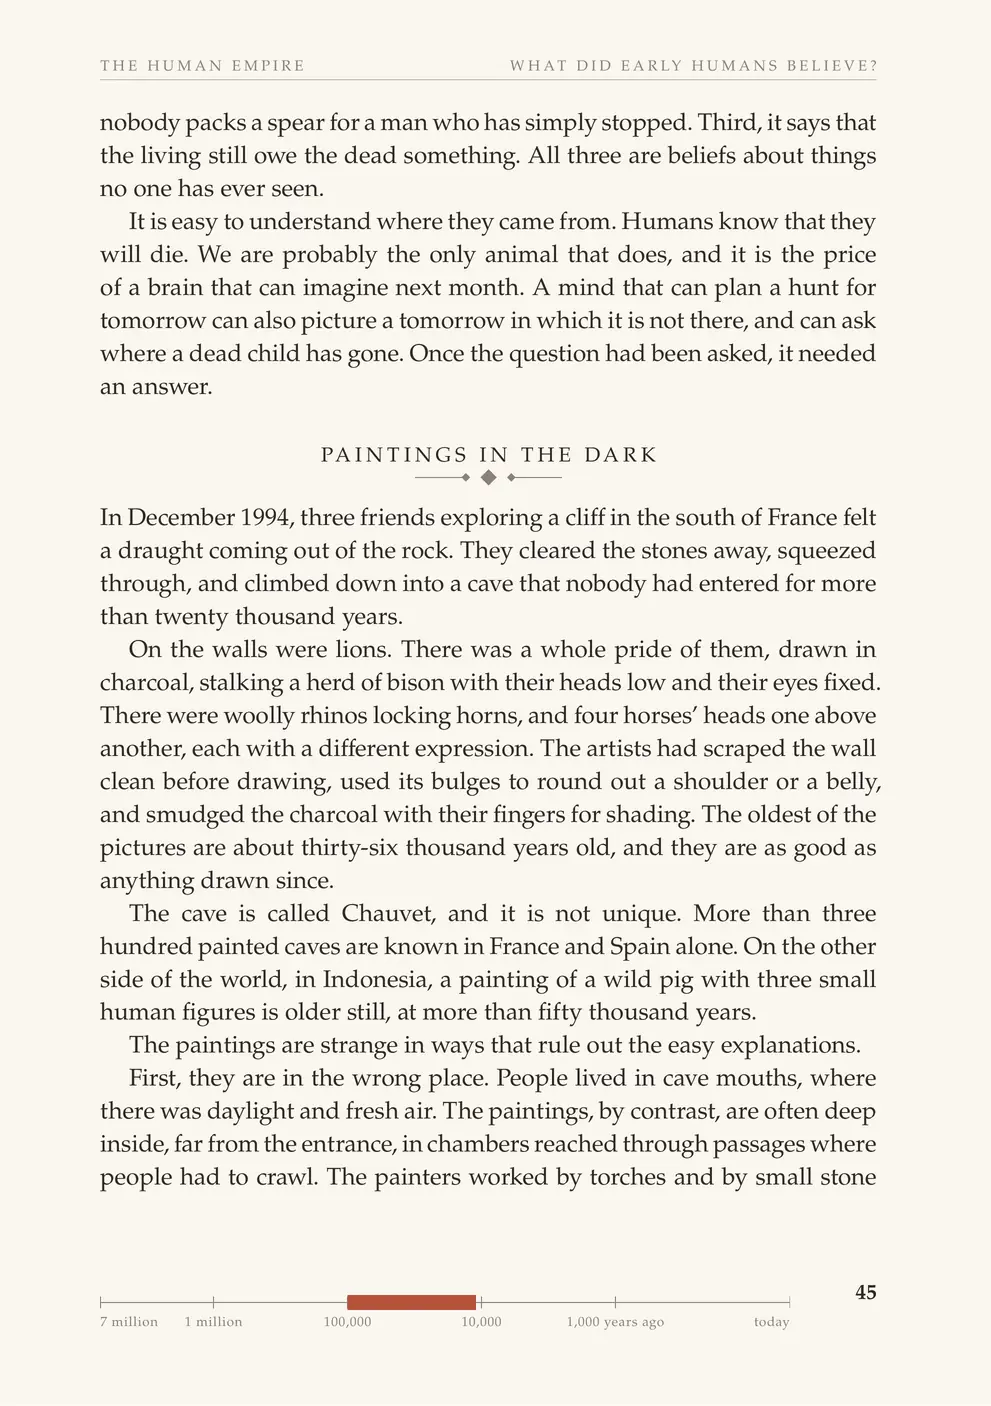 THE HUMAN EMPIRE
WHAT DID EARLY HUMANS BELIEVE?
nobody packs a spear for a man who has simply stopped. Third, it says that
the living still owe the dead something. All three are beliefs about things
no one has ever seen.
It is easy to understand where they came from. Humans know that they
will die. We are probably the only animal that does, and it is the price
of a brain that can imagine next month. A mind that can plan a hunt for
tomorrow can also picture a tomorrow in which it is not there, and can ask
where a dead child has gone. Once the question had been asked, it needed
an answer.
PAINTINGS IN THE DARK
In December 1994, three friends exploring a cliff in the south of France felt
a draught coming out of the rock. They cleared the stones away, squeezed
through, and climbed down into a cave that nobody had entered for more
than twenty thousand years.
On the walls were lions. There was a whole pride of them, drawn in
charcoal, stalking a herd of bison with their heads low and their eyes fixed.
There were woolly rhinos locking horns, and four horses’ heads one above
another, each with a different expression. The artists had scraped the wall
clean before drawing, used its bulges to round out a shoulder or a belly,
and smudged the charcoal with their fingers for shading. The oldest of the
pictures are about thirty-six thousand years old, and they are as good as
anything drawn since.
The cave is called Chauvet, and it is not unique. More than three
hundred painted caves are known in France and Spain alone. On the other
side of the world, in Indonesia, a painting of a wild pig with three small
human figures is older still, at more than fifty thousand years.
The paintings are strange in ways that rule out the easy explanations.
First, they are in the wrong place. People lived in cave mouths, where
there was daylight and fresh air. The paintings, by contrast, are often deep
inside, far from the entrance, in chambers reached through passages where
people had to crawl. The painters worked by torches and by small stone
45
7 million 1 million 100,000 10,000 1,000 years ago today